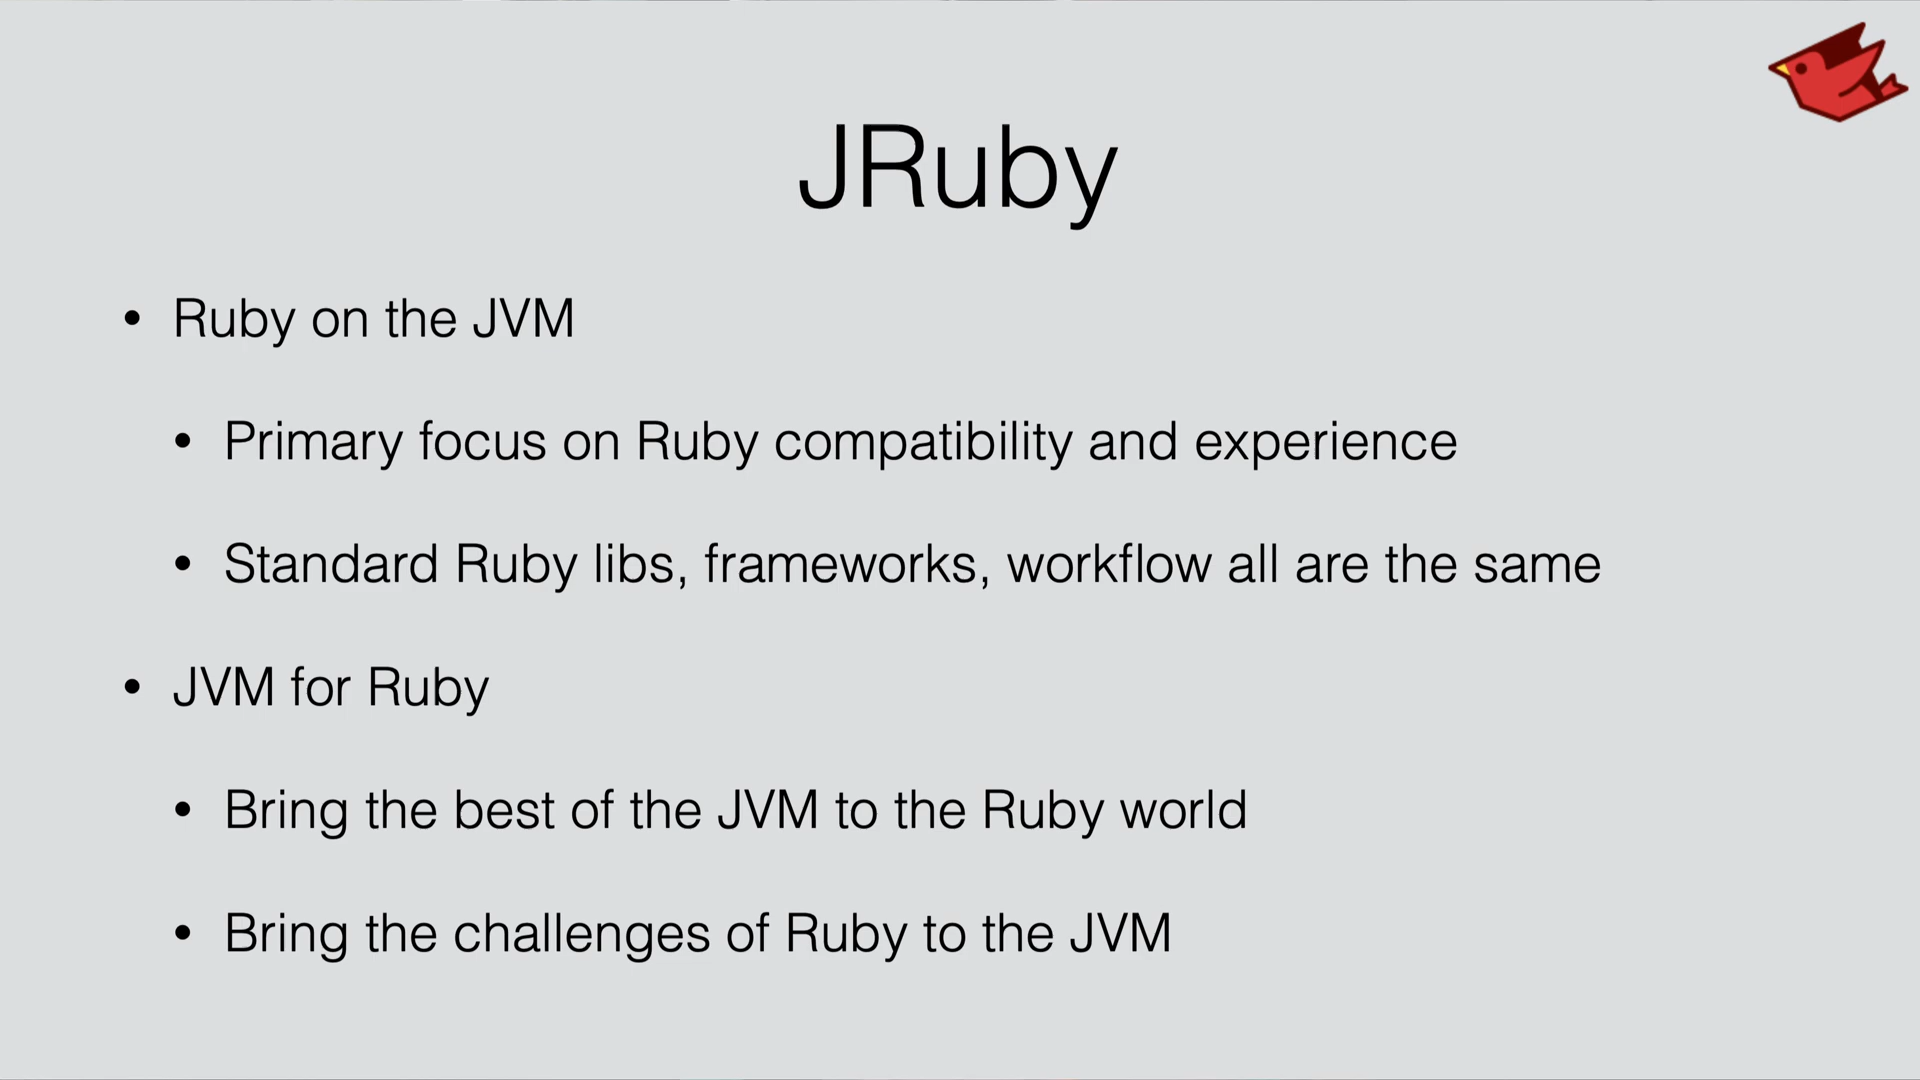 JRuby
• Ruby on the JVM
• Primary focus on Ruby compatibility and experience
• Standard Ruby libs, frameworks, workflow all are the same
• JVM for Ruby
• Bring the best of the JVM to the Ruby world
• Bring the challenges of Ruby to the JVM